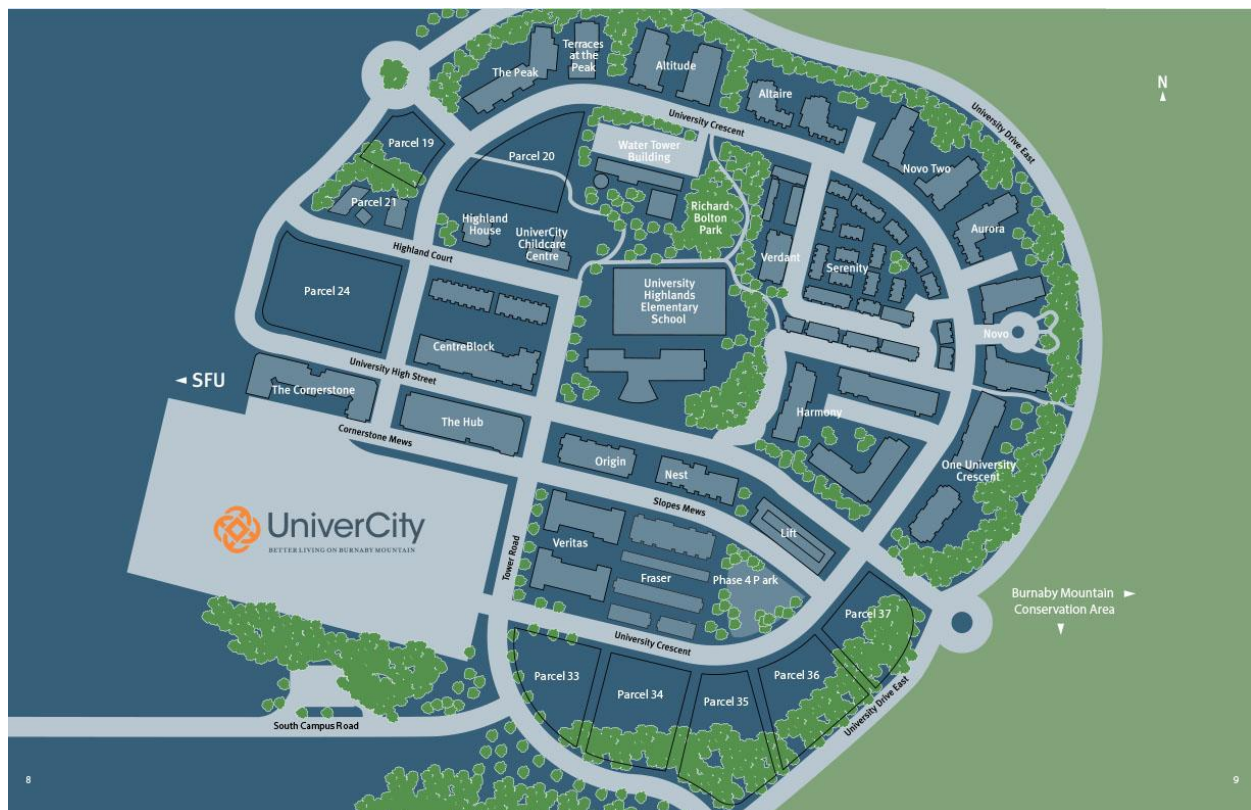 Terraces
at the
Peak
The Peak
Altitude
Altaire
N
University Drive East
University Crescent
Parcel 19
Parcel 20
Water Tower
Building
Novo Two
Parcel 21
Highland
House
UniverCity
Childcare
Centre
Richard
Bolton
Park
Aurora
Highland Court
Verdant
Serenity
Parcel 24
University
Highlands
Elementary
School
Novo
CentreBlock
University High Street
SFU
The Cornerstone
The Hub
Harmony
Cornerstone Mews
Origin
Nest
One University
Crescent
Slopes Mews
Lift
UniverCity
BETTER LIVING ON BURNABY MOUNTAIN
Veritas
Tower Road
Fraser
Phase 4 P ark
Burnaby Mountain
Conservation Area
Parcel 37
University Crescent
Parcel 33
Parcel 34
Parcel 35
Parcel 36
University Drive East
South Campus Road
8
9